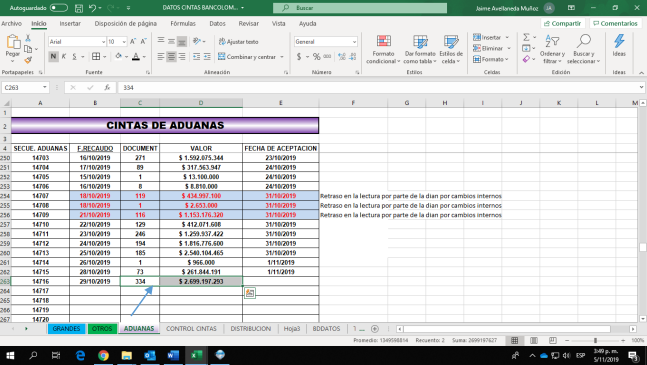 Autoguardado
DATOS CINTAS BANCOLOM...
Buscar
Jaime Avellaneda Muñoz
JA
Archivo Inicio Insertar Disposición de página Fórmulas Datos Revisar Vista Ayuda
Compartir Comentarios
Pegar
Arial 10
N K S
Ajustar texto
Combinar y centrar
General
Formato condicional
Dar formato como tabla
Estilos de celda
Insertar
Eliminar
Formato
Ordenar y filtrar
Buscar y seleccionar
Ideas
Portapapeles Fuente Alineación Número Estilos Celdas Edición Ideas
C263 fx 334
A B C D E F G H I J K L M
1
2 CINTAS DE ADUANAS
3
4 SECUE. ADUANAS F.RECAUDO DOCUMENT VALOR FECHA DE ACEPTACION
250 14703 16/10/2019 271 $ 1.592.075.344 23/10/2019
251 14704 17/10/2019 89 $ 317.563.947 24/10/2019
252 14705 15/10/2019 1 $ 13.100.000 24/10/2019
253 14706 16/10/2019 8 $ 8.810.000 24/10/2019
254 14707 18/10/2019 119 $ 434.997.100 31/10/2019 Retraso en la lectura por parte de la dian por cambios internos
255 14708 18/10/2019 1 $ 2.653.000 31/10/2019 Retraso en la lectura por parte de la dian por cambios internos
256 14709 21/10/2019 116 $ 1.153.176.320 31/10/2019 Retraso en la lectura por parte de la dian por cambios internos
257 14710 22/10/2019 129 $ 412.071.608 31/10/2019
258 14711 23/10/2019 246 $ 1.259.937.422 31/10/2019
259 14712 24/10/2019 194 $ 1.816.776.600 31/10/2019
260 14713 25/10/2019 185 $ 2.540.104.465 31/10/2019
261 14714 26/10/2019 1 $ 966.000 1/11/2019
262 14715 28/10/2019 73 $ 261.844.191 1/11/2019
263 14716 29/10/2019 334 $ 2.699.197.293
264 14717
265 14718
266 14719
267 14720
GRANDES OTROS ADUANAS CONTROL CINTAS DISTRIBUCION Hoja3 BDDATOS 1 ...
Promedio: 1349598814 Recuento: 2 Suma: 2699197627 100%
ESP
3:49 p. m.
5/11/2019